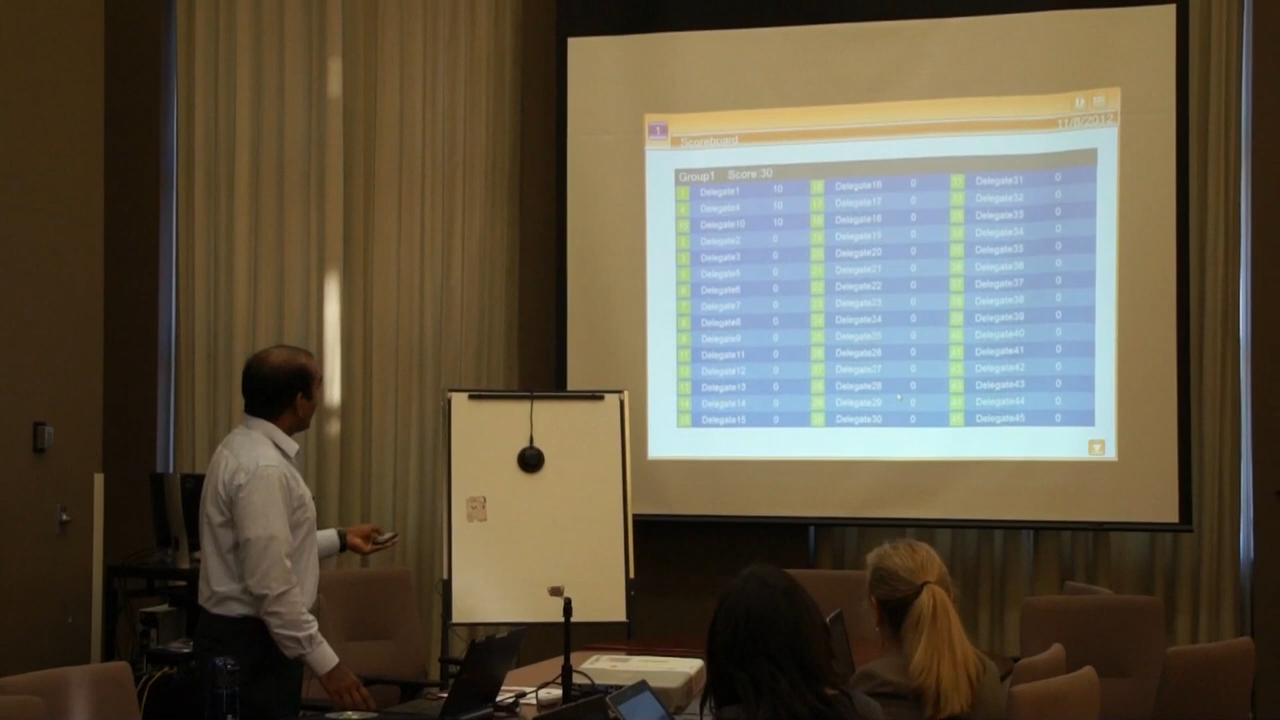 1
11/8/2012
Scoreboard
Group1 Score:30
Delegate1 10 Delegate16 0 Delegate31 0
Delegate4 10 Delegate17 0 Delegate32 0
Delegate10 10 Delegate18 0 Delegate33 0
Delegate2 0 Delegate19 0 Delegate34 0
Delegate3 0 Delegate20 0 Delegate35 0
Delegate5 0 Delegate21 0 Delegate36 0
Delegate6 0 Delegate22 0 Delegate37 0
Delegate7 0 Delegate23 0 Delegate38 0
Delegate8 0 Delegate24 0 Delegate39 0
Delegate9 0 Delegate25 0 Delegate40 0
Delegate11 0 Delegate26 0 Delegate41 0
Delegate12 0 Delegate27 0 Delegate42 0
Delegate13 0 Delegate28 0 Delegate43 0
Delegate14 0 Delegate29 0 Delegate44 0
Delegate15 0 Delegate30 0 Delegate45 0